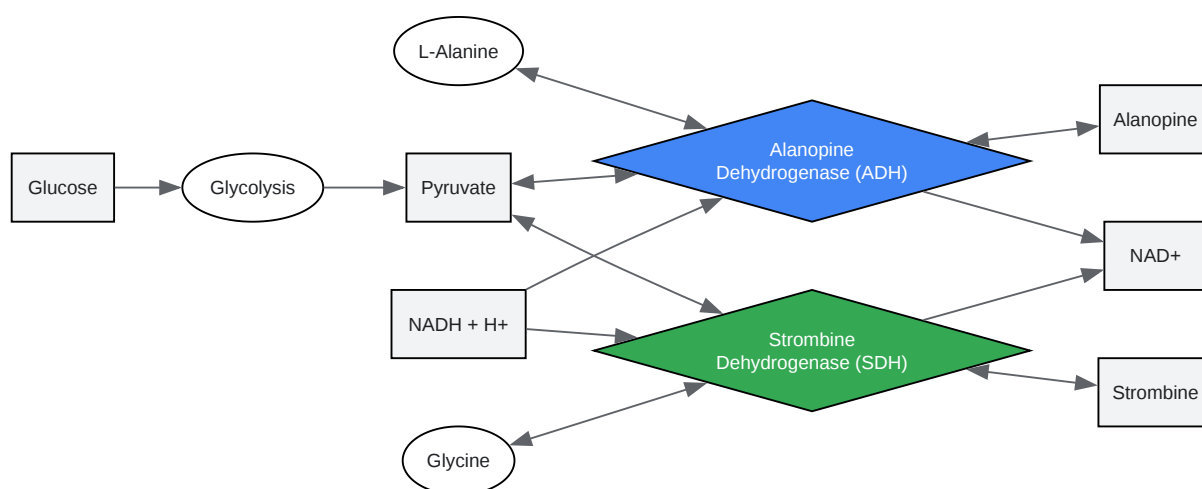 L-Alanine
Alanopine
Alanopine
Dehydrogenase (ADH)
Glucose
Glycolysis
Pyruvate
NAD+
NADH + H+
Strombine
Dehydrogenase (SDH)
Strombine
Glycine